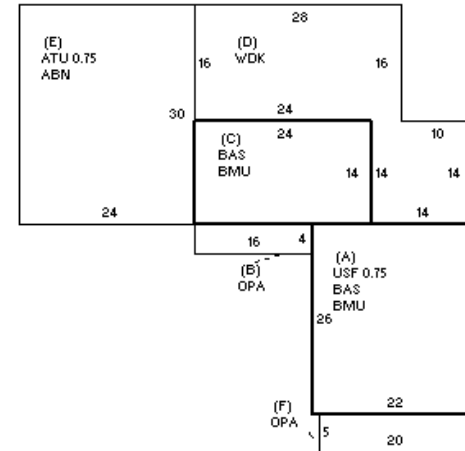 28
(E)
ATU 0.75
ABN
(D)
WDK
16
16
30
24
24
10
(C)
BAS
BMU
14
14
14
24
14
16
4
(B)
OPA
(A)
USF 0.75
BAS
BMU
26
22
(F)
OPA
5
20